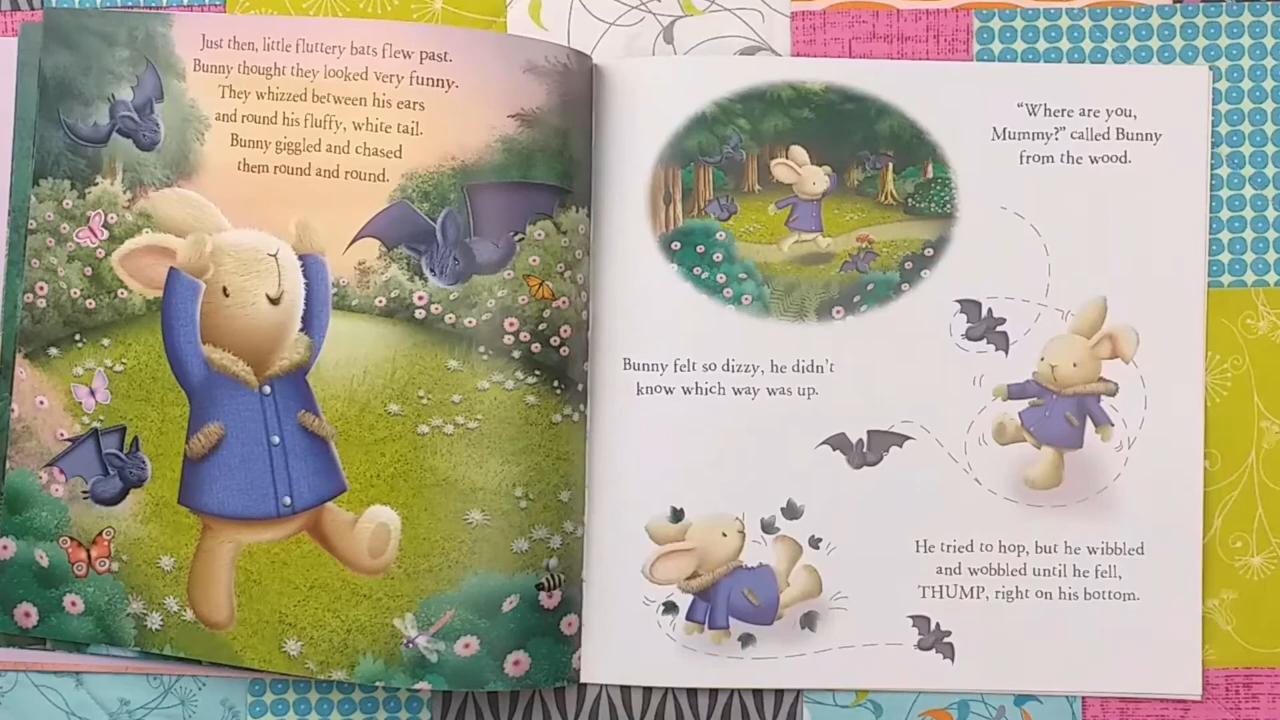 Just then, little fluttery bats flew past.
Bunny thought they looked very funny.
They whizzed between his ears
and round his fluffy, white tail.
Bunny giggled and chased
them round and round.
“Where are you,
Mummy?” called Bunny
from the wood.
Bunny felt so dizzy, he didn’t
know which way was up.
He tried to hop, but he wibbled
and wobbled until he fell,
THUMP, right on his bottom.